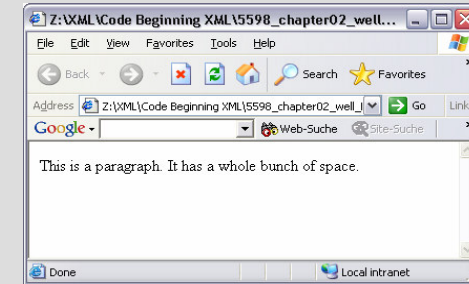 Z:\XML\Code Beginning XML\5598_chapter02_well...
File Edit View Favorites Tools Help
Back Search Favorites
Address Z:\XML\Code Beginning XML\5598_chapter02_well_ Go Link
Google Web-Suche Site-Suche
This is a paragraph. It has a whole bunch of space.
Done Local intranet